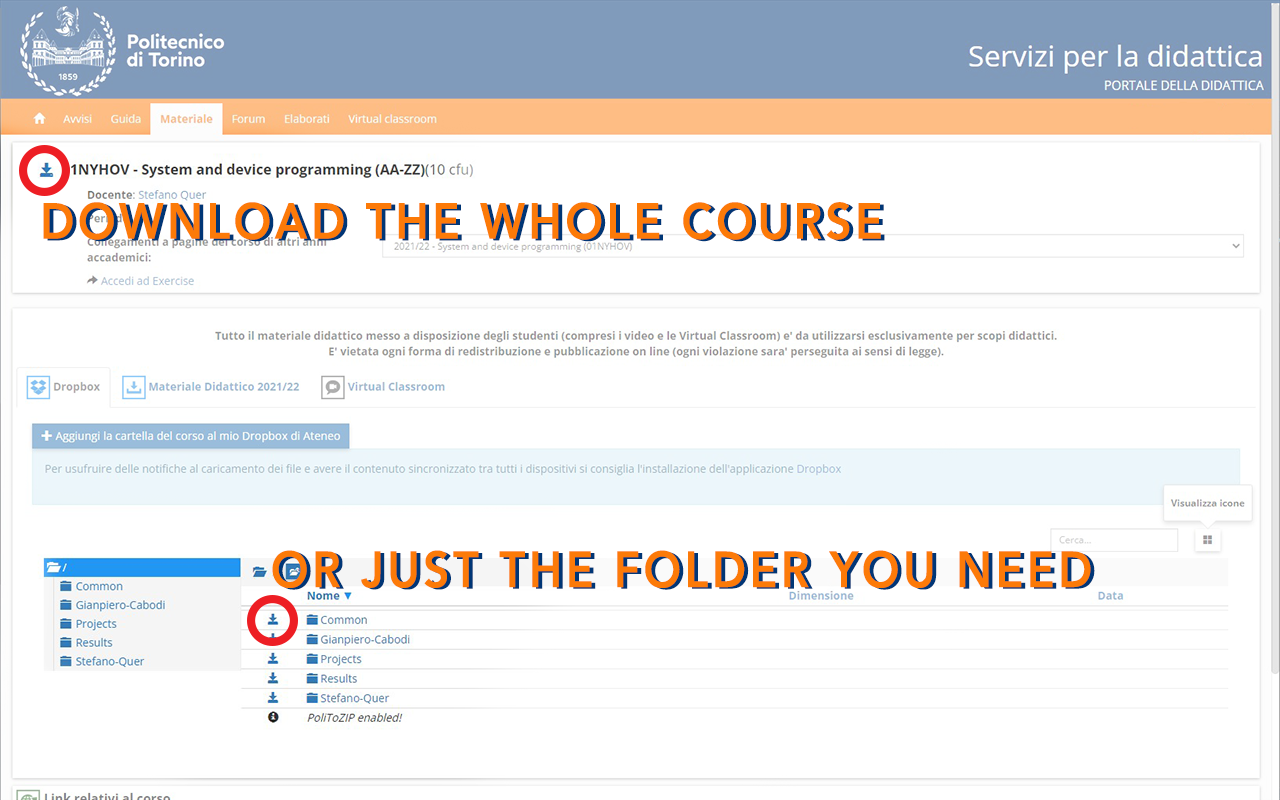 Politecnico
di Torino
1859
Servizi per la didattica
PORTALE DELLA DIDATTICA
Avvisi Guida Materiale Forum Elaborati Virtual classroom
1NYHOV - System and device programming (AA-ZZ)(10 cfu)
Docente: Stefano Quer
DOWNLOAD THE WHOLE COURSE
Collegamenti a pagine del corso di altri anni
accademici:
2021/22 - System and device programming (01NYHOV)
Accedi ad Exercise
Tutto il materiale didattico messo a disposizione degli studenti (compresi i video e le Virtual Classroom) e' da utilizzarsi esclusivamente per scopi didattici.
E' vietata ogni forma di redistribuzione e pubblicazione on line (ogni violazione sara' perseguita ai sensi di legge).
Dropbox Materiale Didattico 2021/22 Virtual Classroom
Aggiungi la cartella del corso al mio Dropbox di Ateneo
Per usufruire delle notifiche al caricamento dei file e avere il contenuto sincronizzato tra tutti i dispositivi si consiglia l'installazione dell'applicazione Dropbox
Visualizza icone
Cerca...
OR JUST THE FOLDER YOU NEED
/
Common
Gianpiero-Cabodi
Projects
Results
Stefano-Quer
Nome ▼ Dimensione Data
Common
Gianpiero-Cabodi
Projects
Results
Stefano-Quer
PoliToZIP enabled!
Link relativi al corso